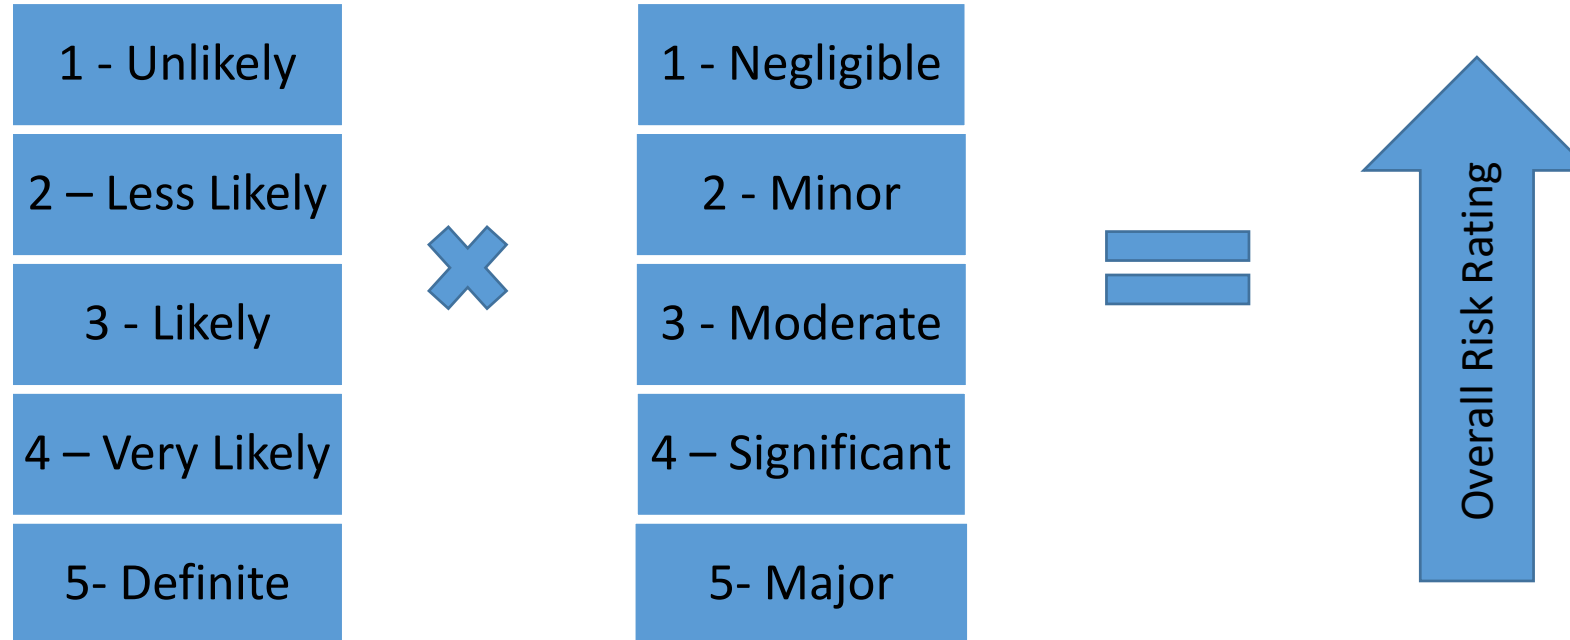 1 - Unlikely
2 – Less Likely
3 - Likely
4 – Very Likely
5- Definite
1 - Negligible
2 - Minor
3 - Moderate
4 – Significant
5- Major
Overall Risk Rating